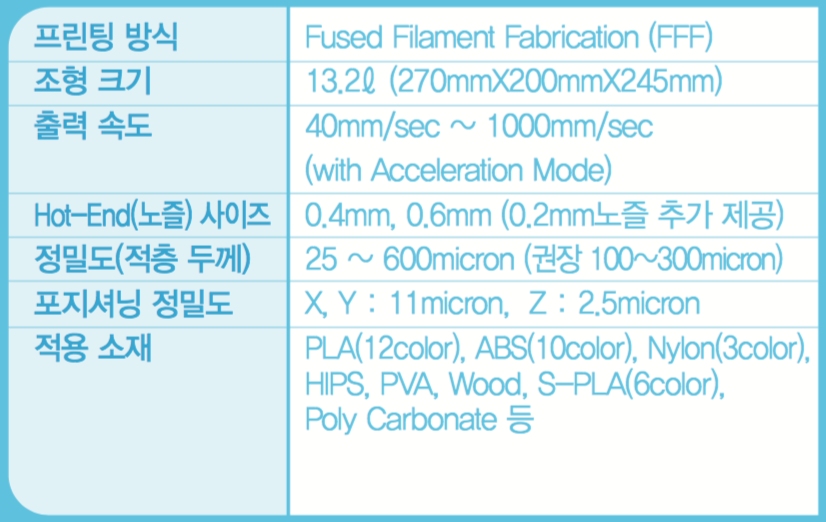 프린팅 방식 Fused Filament Fabrication (FFF)
조형 크기 13.2ℓ (270mmX200mmX245mm)
출력 속도 40mm/sec ~ 1000mm/sec
(with Acceleration Mode)
Hot-End(노즐) 사이즈 0.4mm, 0.6mm (0.2mm노즐 추가 제공)
정밀도(적층 두께) 25 ~ 600micron (권장 100~300micron)
포지셔닝 정밀도 X, Y : 11micron, Z : 2.5micron
적용 소재 PLA(12color), ABS(10color), Nylon(3color),
HIPS, PVA, Wood, S-PLA(6color),
Poly Carbonate 등